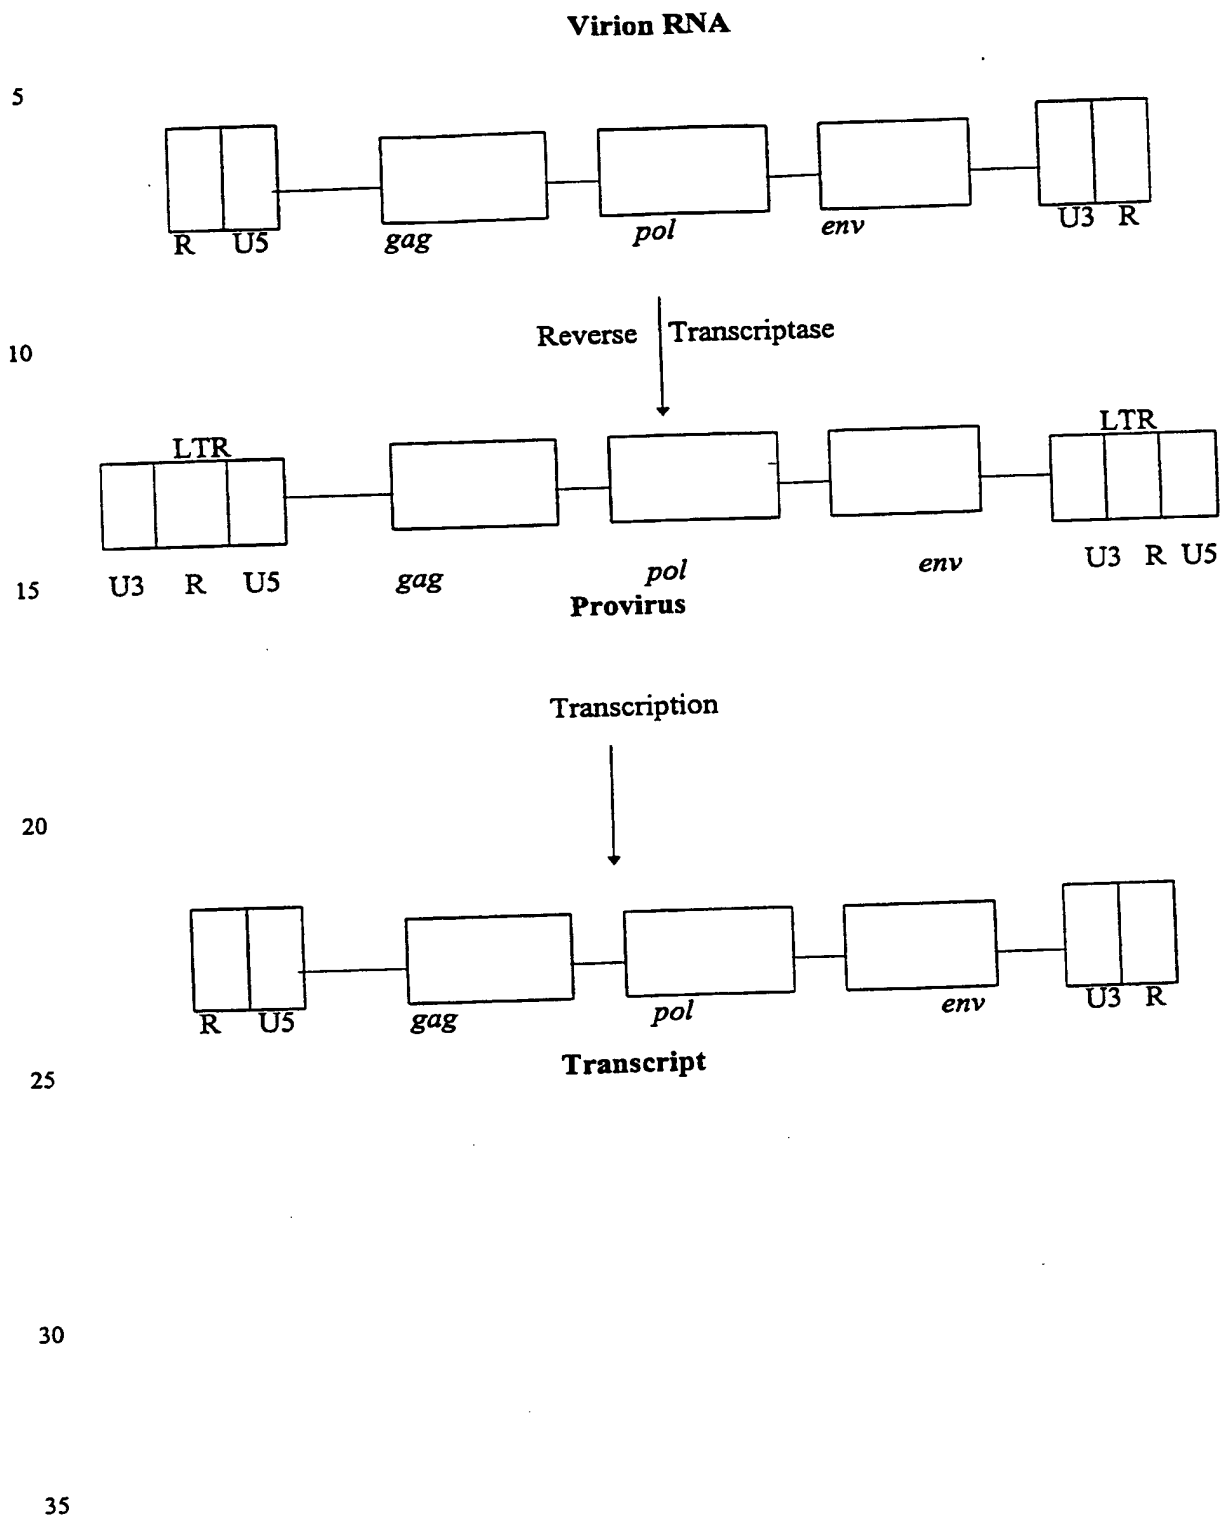 Virion RNA
5
R U5 gag pol env U3 R
Reverse Transcriptase
10
LTR LTR
U3 R U5 gag pol env U3 R U5
15
Provirus
Transcription
20
R U5 gag pol env U3 R
Transcript
25
30
35